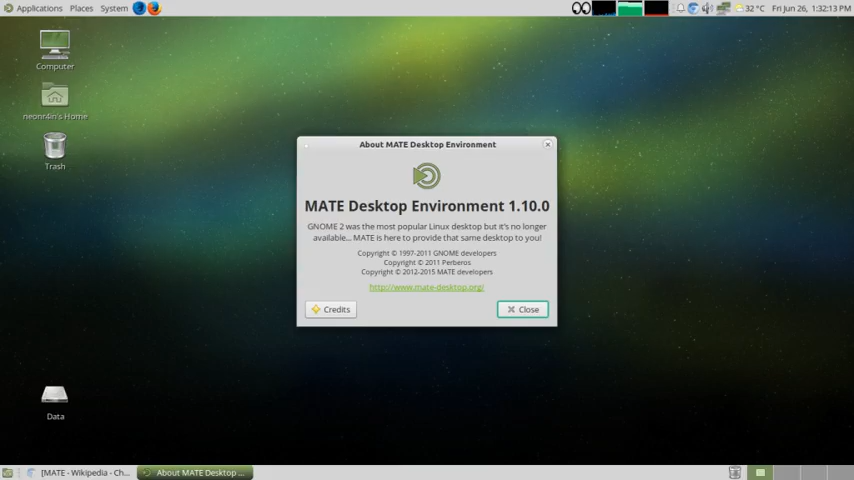 Applications Places System
32 °C Fri Jun 26, 1:32:13 PM
Computer
neonr4in's Home
Trash
About MATE Desktop Environment
MATE Desktop Environment 1.10.0
GNOME 2 was the most popular Linux desktop but it's no longer
available... MATE is here to provide that same desktop to you!
Copyright © 1997-2011 GNOME developers
Copyright © 2011 Perberos
Copyright © 2012-2015 MATE developers
http://www.mate-desktop.org/
Credits Close
Data
[MATE - Wikipedia - Ch... About MATE Desktop ...